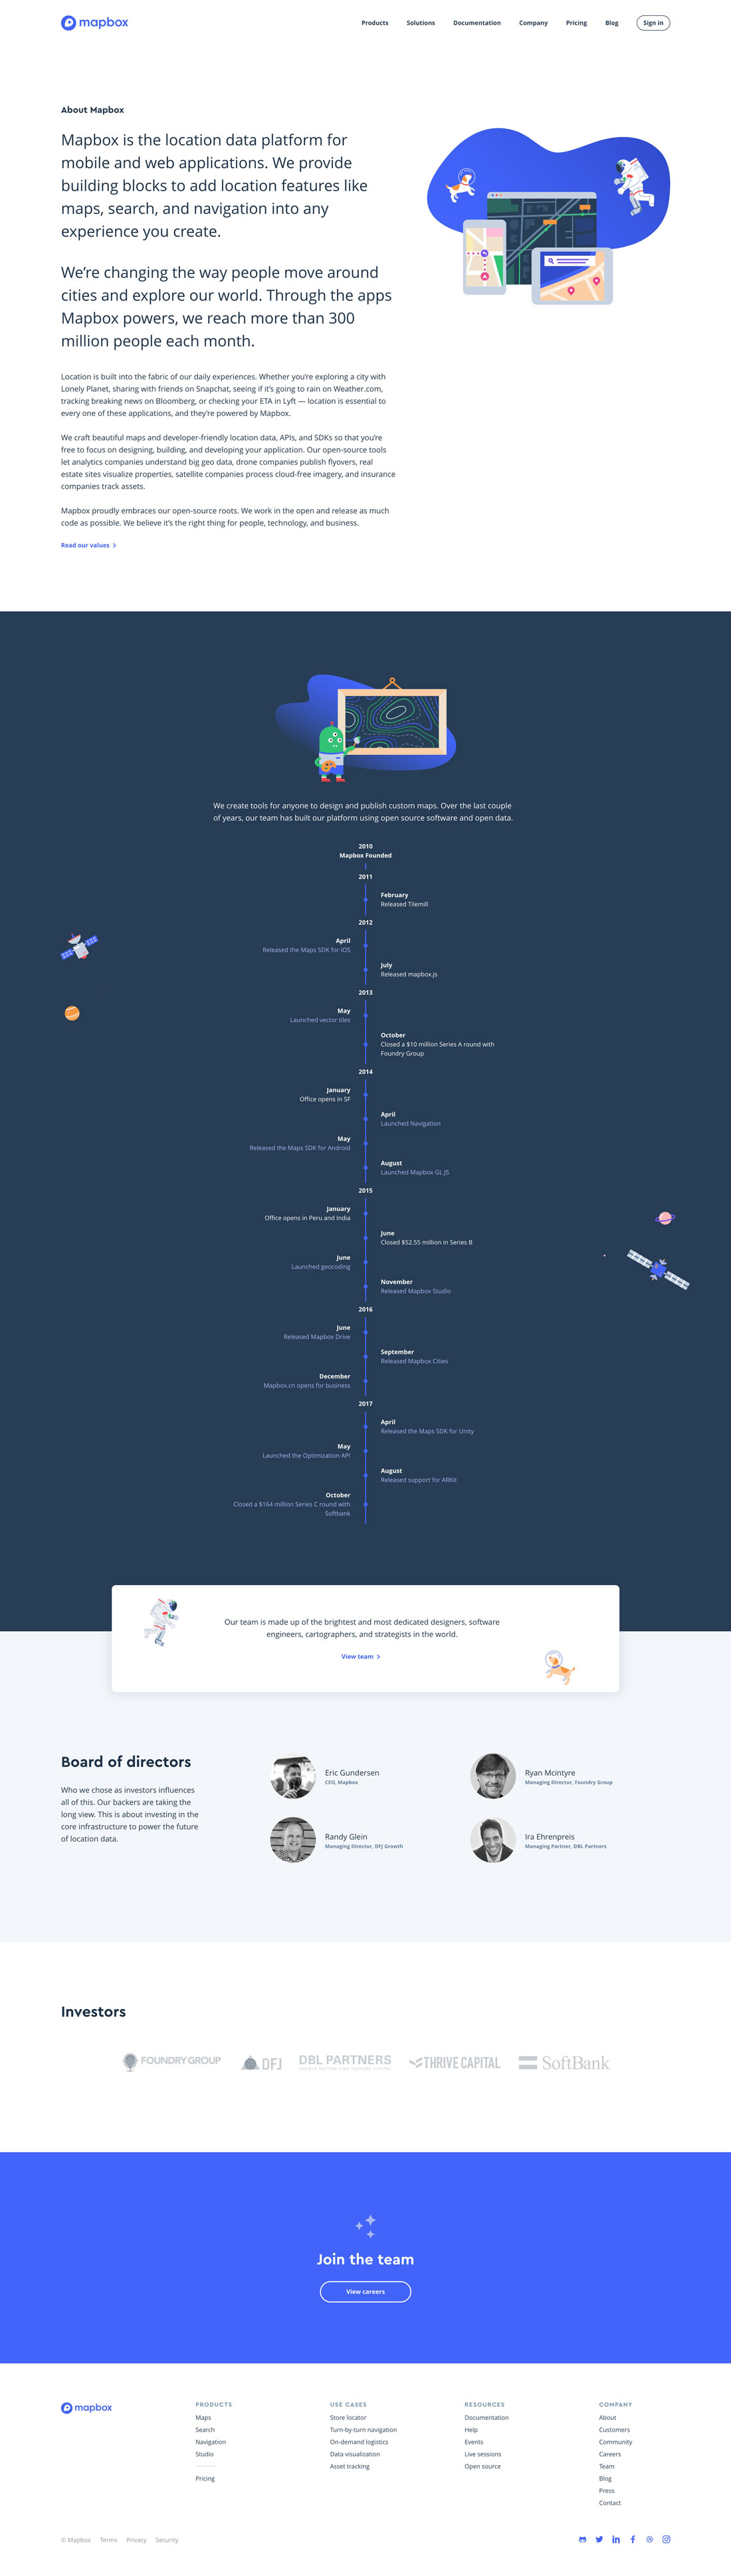 mapbox
Products Solutions Documentation Company Pricing Blog Sign in
About Mapbox
Mapbox is the location data platform for
mobile and web applications. We provide
building blocks to add location features like
maps, search, and navigation into any
experience you create.
We’re changing the way people move around
cities and explore our world. Through the apps
Mapbox powers, we reach more than 300
million people each month.
Location is built into the fabric of our daily experiences. Whether you’re exploring a city with
Lonely Planet, sharing with friends on Snapchat, seeing if it’s going to rain on Weather.com,
tracking breaking news on Bloomberg, or checking your ETA in Lyft — location is essential to
every one of these applications, and they’re powered by Mapbox.
We craft beautiful maps and developer-friendly location data, APIs, and SDKs so that you’re
free to focus on designing, building, and developing your application. Our open-source tools
let analytics companies understand big geo data, drone companies publish flyovers, real
estate sites visualize properties, satellite companies process cloud-free imagery, and insurance
companies track assets.
Mapbox proudly embraces our open-source roots. We work in the open and release as much
code as possible. We believe it’s the right thing for people, technology, and business.
Read our values
We create tools for anyone to design and publish custom maps. Over the last couple
of years, our team has built our platform using open source software and open data.
2010
Mapbox Founded
2011
February
Released Tilemill
2012
April
Released the Maps SDK for iOS
July
Released mapbox.js
2013
May
Launched vector tiles
October
Closed a $10 million Series A round with
Foundry Group
2014
January
Office opens in SF
April
Launched Navigation
May
Released the Maps SDK for Android
August
Launched Mapbox GL JS
2015
January
Office opens in Peru and India
June
Closed $52.55 million in Series B
June
Launched geocoding
November
Released Mapbox Studio
2016
June
Released Mapbox Drive
September
Released Mapbox Cities
December
Mapbox.cn opens for business
2017
April
Released the Maps SDK for Unity
May
Launched the Optimization API
August
Released support for ARKit
October
Closed a $164 million Series C round with
Softbank
Our team is made up of the brightest and most dedicated designers, software
engineers, cartographers, and strategists in the world.
View team
Board of directors
Who we chose as investors influences
all of this. Our backers are taking the
long view. This is about investing in the
core infrastructure to power the future
of location data.
Eric Gundersen
CEO, Mapbox
Ryan Mcintyre
Managing Director, Foundry Group
Randy Glein
Managing Director, DFJ Growth
Ira Ehrenpreis
Managing Partner, DBL Partners
Investors
FOUNDRY GROUP DFJ DBL PARTNERS THRIVE CAPITAL SoftBank
Join the team
View careers
mapbox
PRODUCTS
Maps
Search
Navigation
Studio
Pricing
USE CASES
Store locator
Turn-by-turn navigation
On-demand logistics
Data visualization
Asset tracking
RESOURCES
Documentation
Help
Events
Live sessions
Open source
COMPANY
About
Customers
Community
Careers
Team
Blog
Press
Contact
© Mapbox Terms Privacy Security